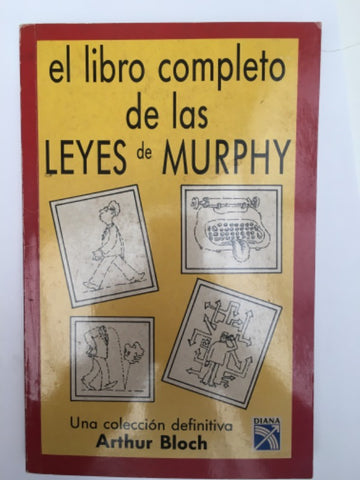 el libro completo
de las
LEYES de MURPHY
Una colección definitiva
Arthur Bloch
DIANA